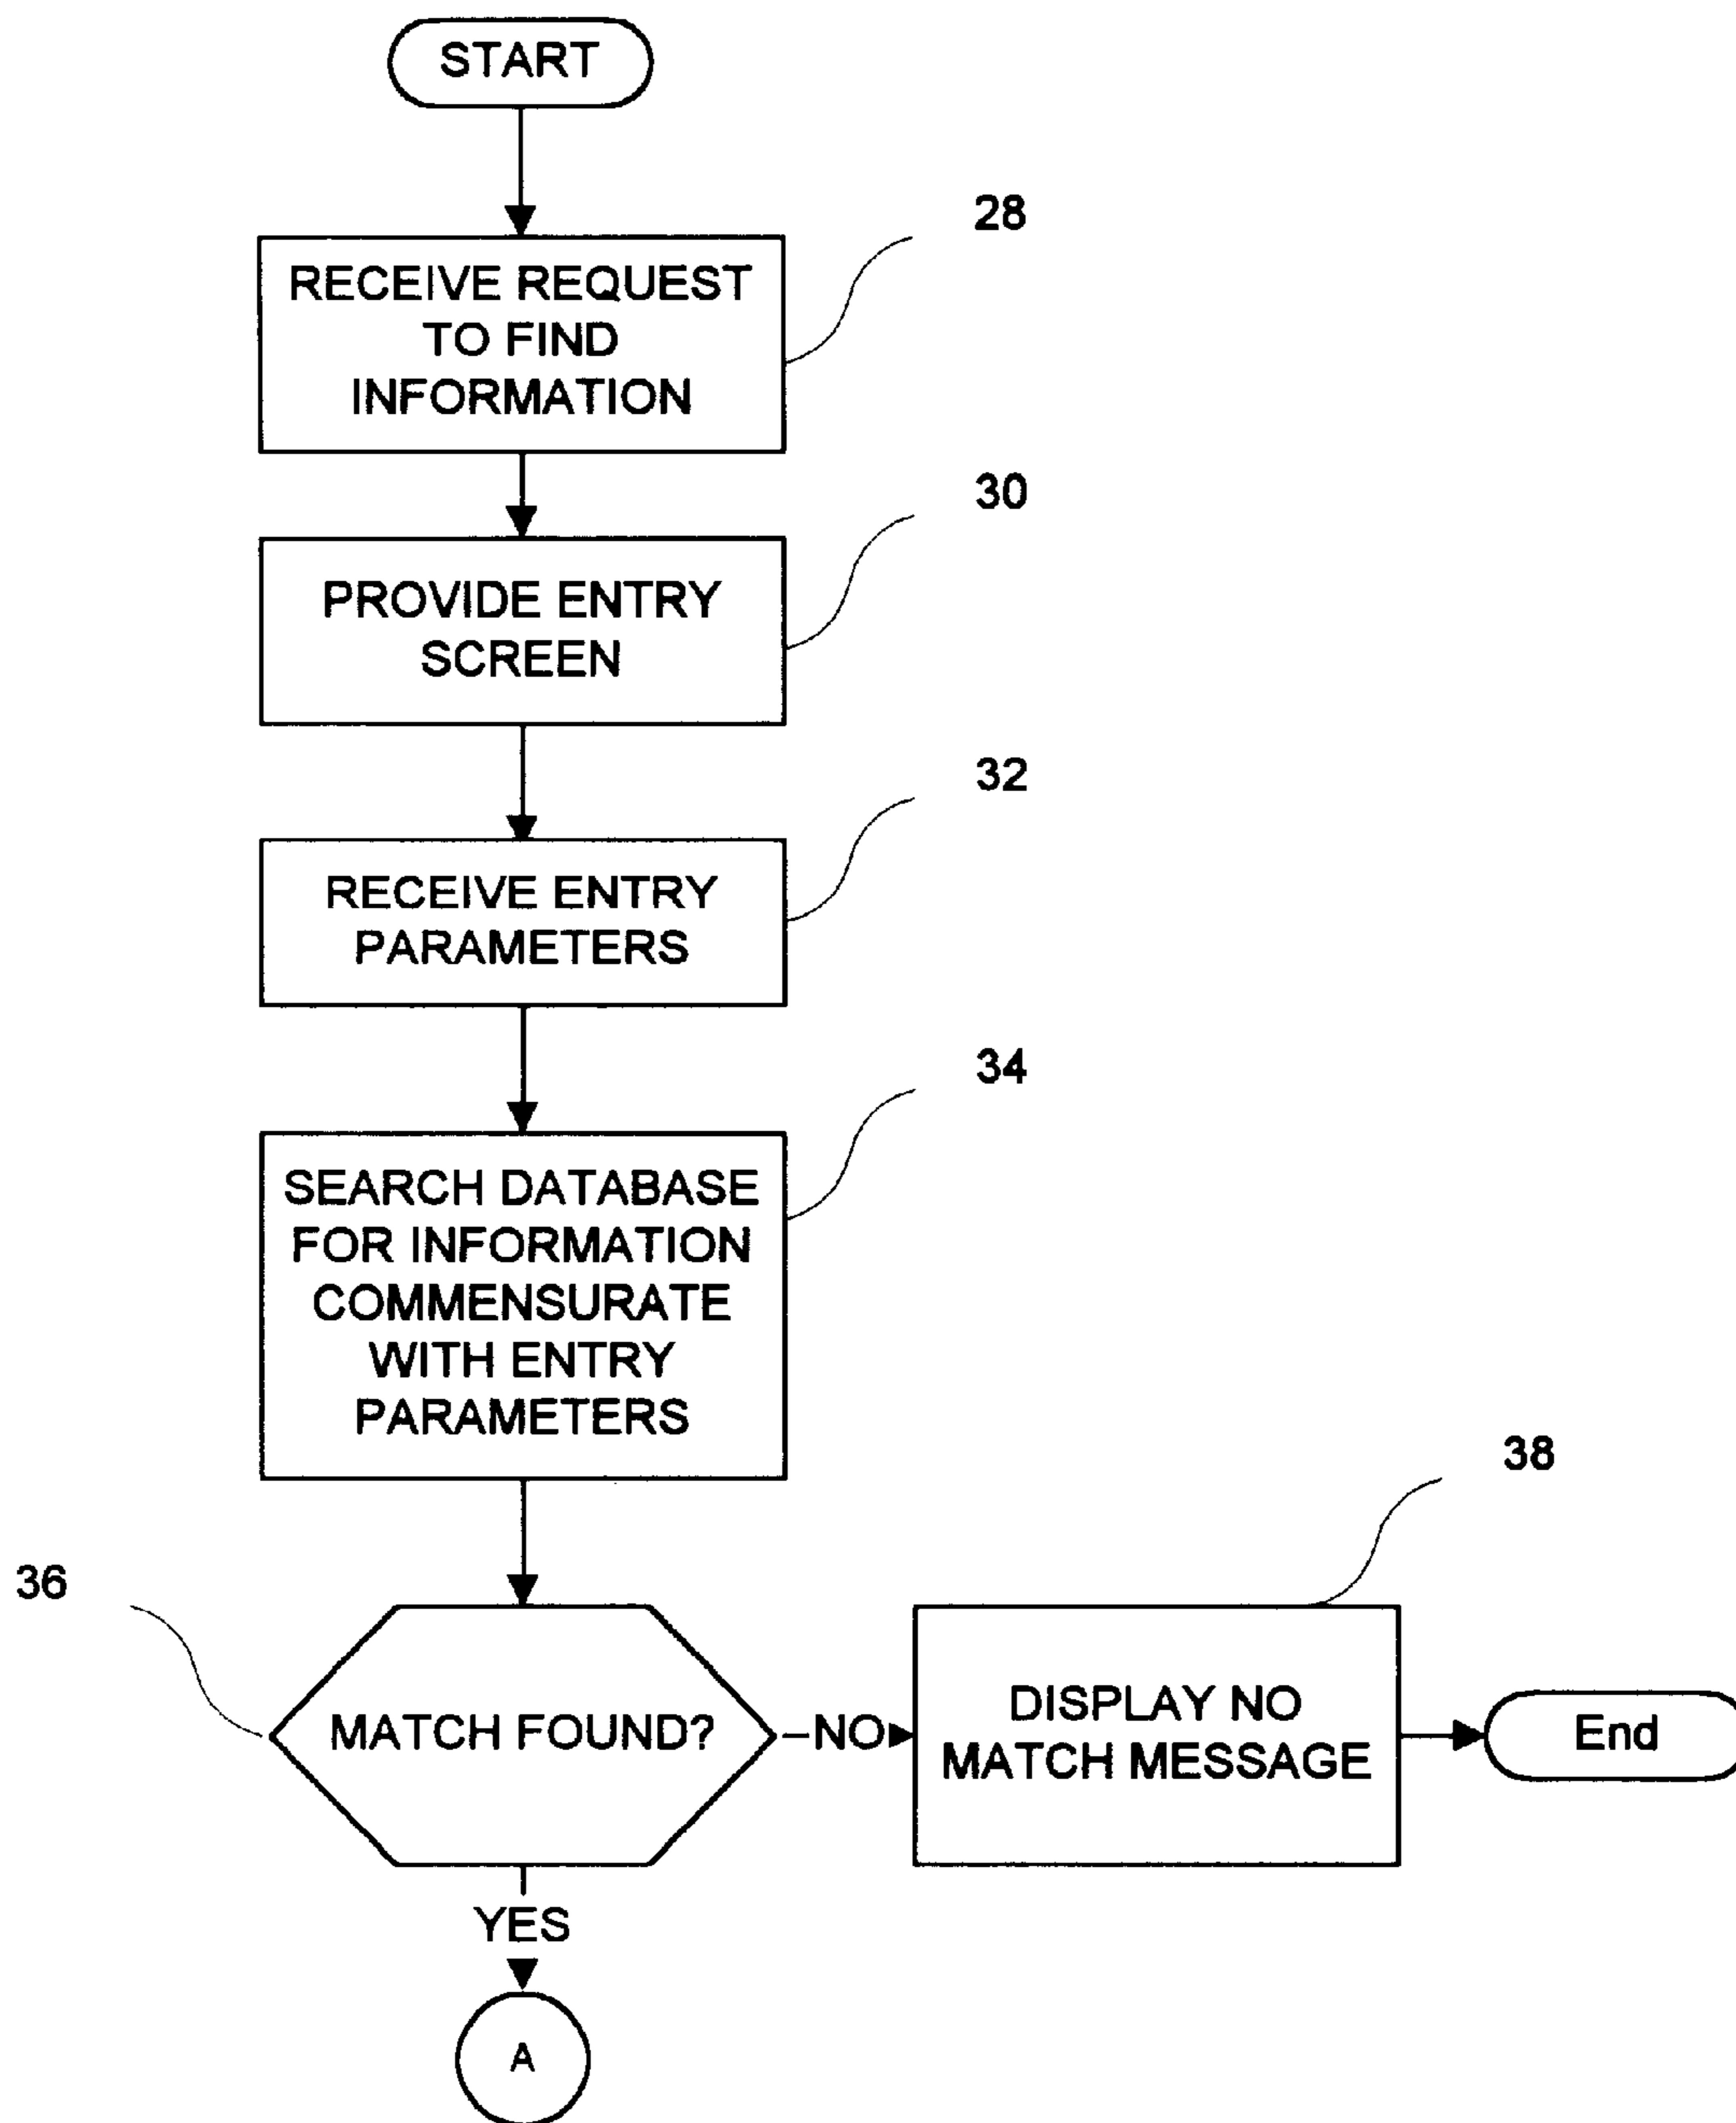 START
28
RECEIVE REQUEST
TO FIND
INFORMATION
30
PROVIDE ENTRY
SCREEN
32
RECEIVE ENTRY
PARAMETERS
34
SEARCH DATABASE
FOR INFORMATION
COMMENSURATE
WITH ENTRY
PARAMETERS
38
36
MATCH FOUND?
NO
DISPLAY NO
MATCH MESSAGE
End
YES
A